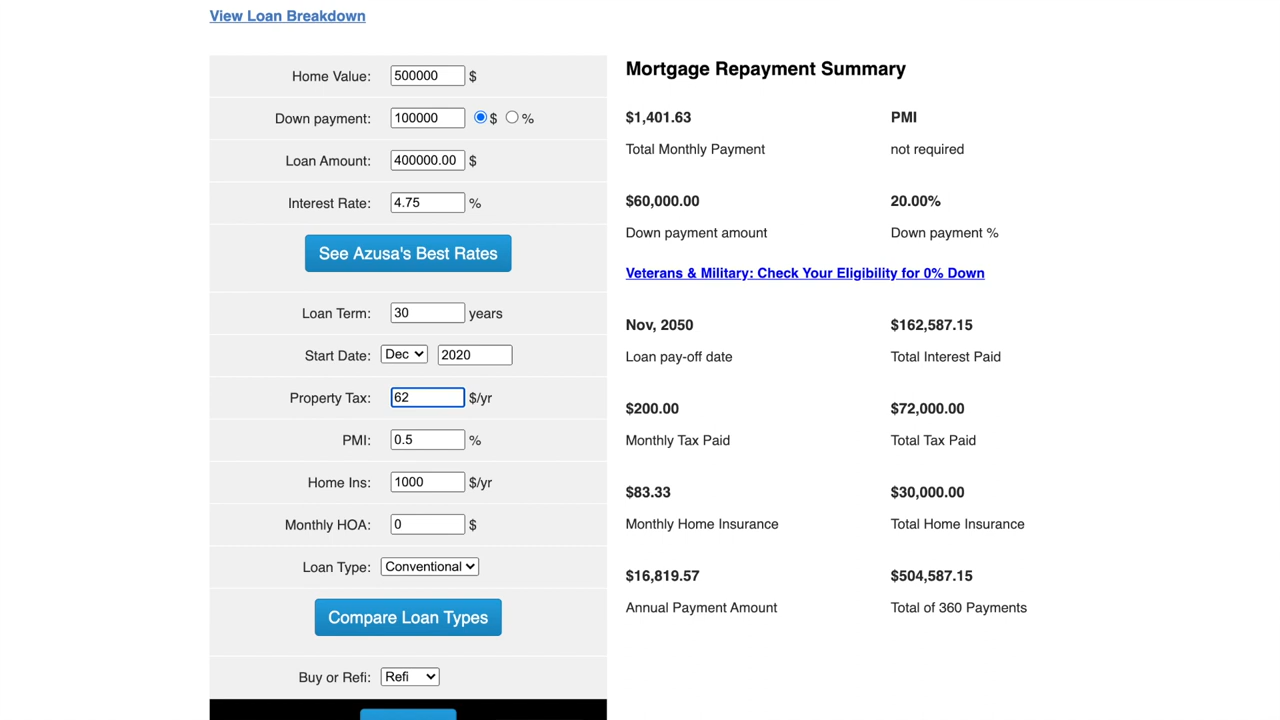 View Loan Breakdown
Home Value: 500000 $
Down payment: 100000 $ %
Loan Amount: 400000.00 $
Interest Rate: 4.75 %
See Azusa's Best Rates
Loan Term: 30 years
Start Date: Dec 2020
Property Tax: 62 $/yr
PMI: 0.5 %
Home Ins: 1000 $/yr
Monthly HOA: 0 $
Loan Type: Conventional
Compare Loan Types
Buy or Refi: Refi
Mortgage Repayment Summary
$1,401.63 PMI
Total Monthly Payment not required
$60,000.00 20.00%
Down payment amount Down payment %
Veterans & Military: Check Your Eligibility for 0% Down
Nov, 2050 $162,587.15
Loan pay-off date Total Interest Paid
$200.00 $72,000.00
Monthly Tax Paid Total Tax Paid
$83.33 $30,000.00
Monthly Home Insurance Total Home Insurance
$16,819.57 $504,587.15
Annual Payment Amount Total of 360 Payments